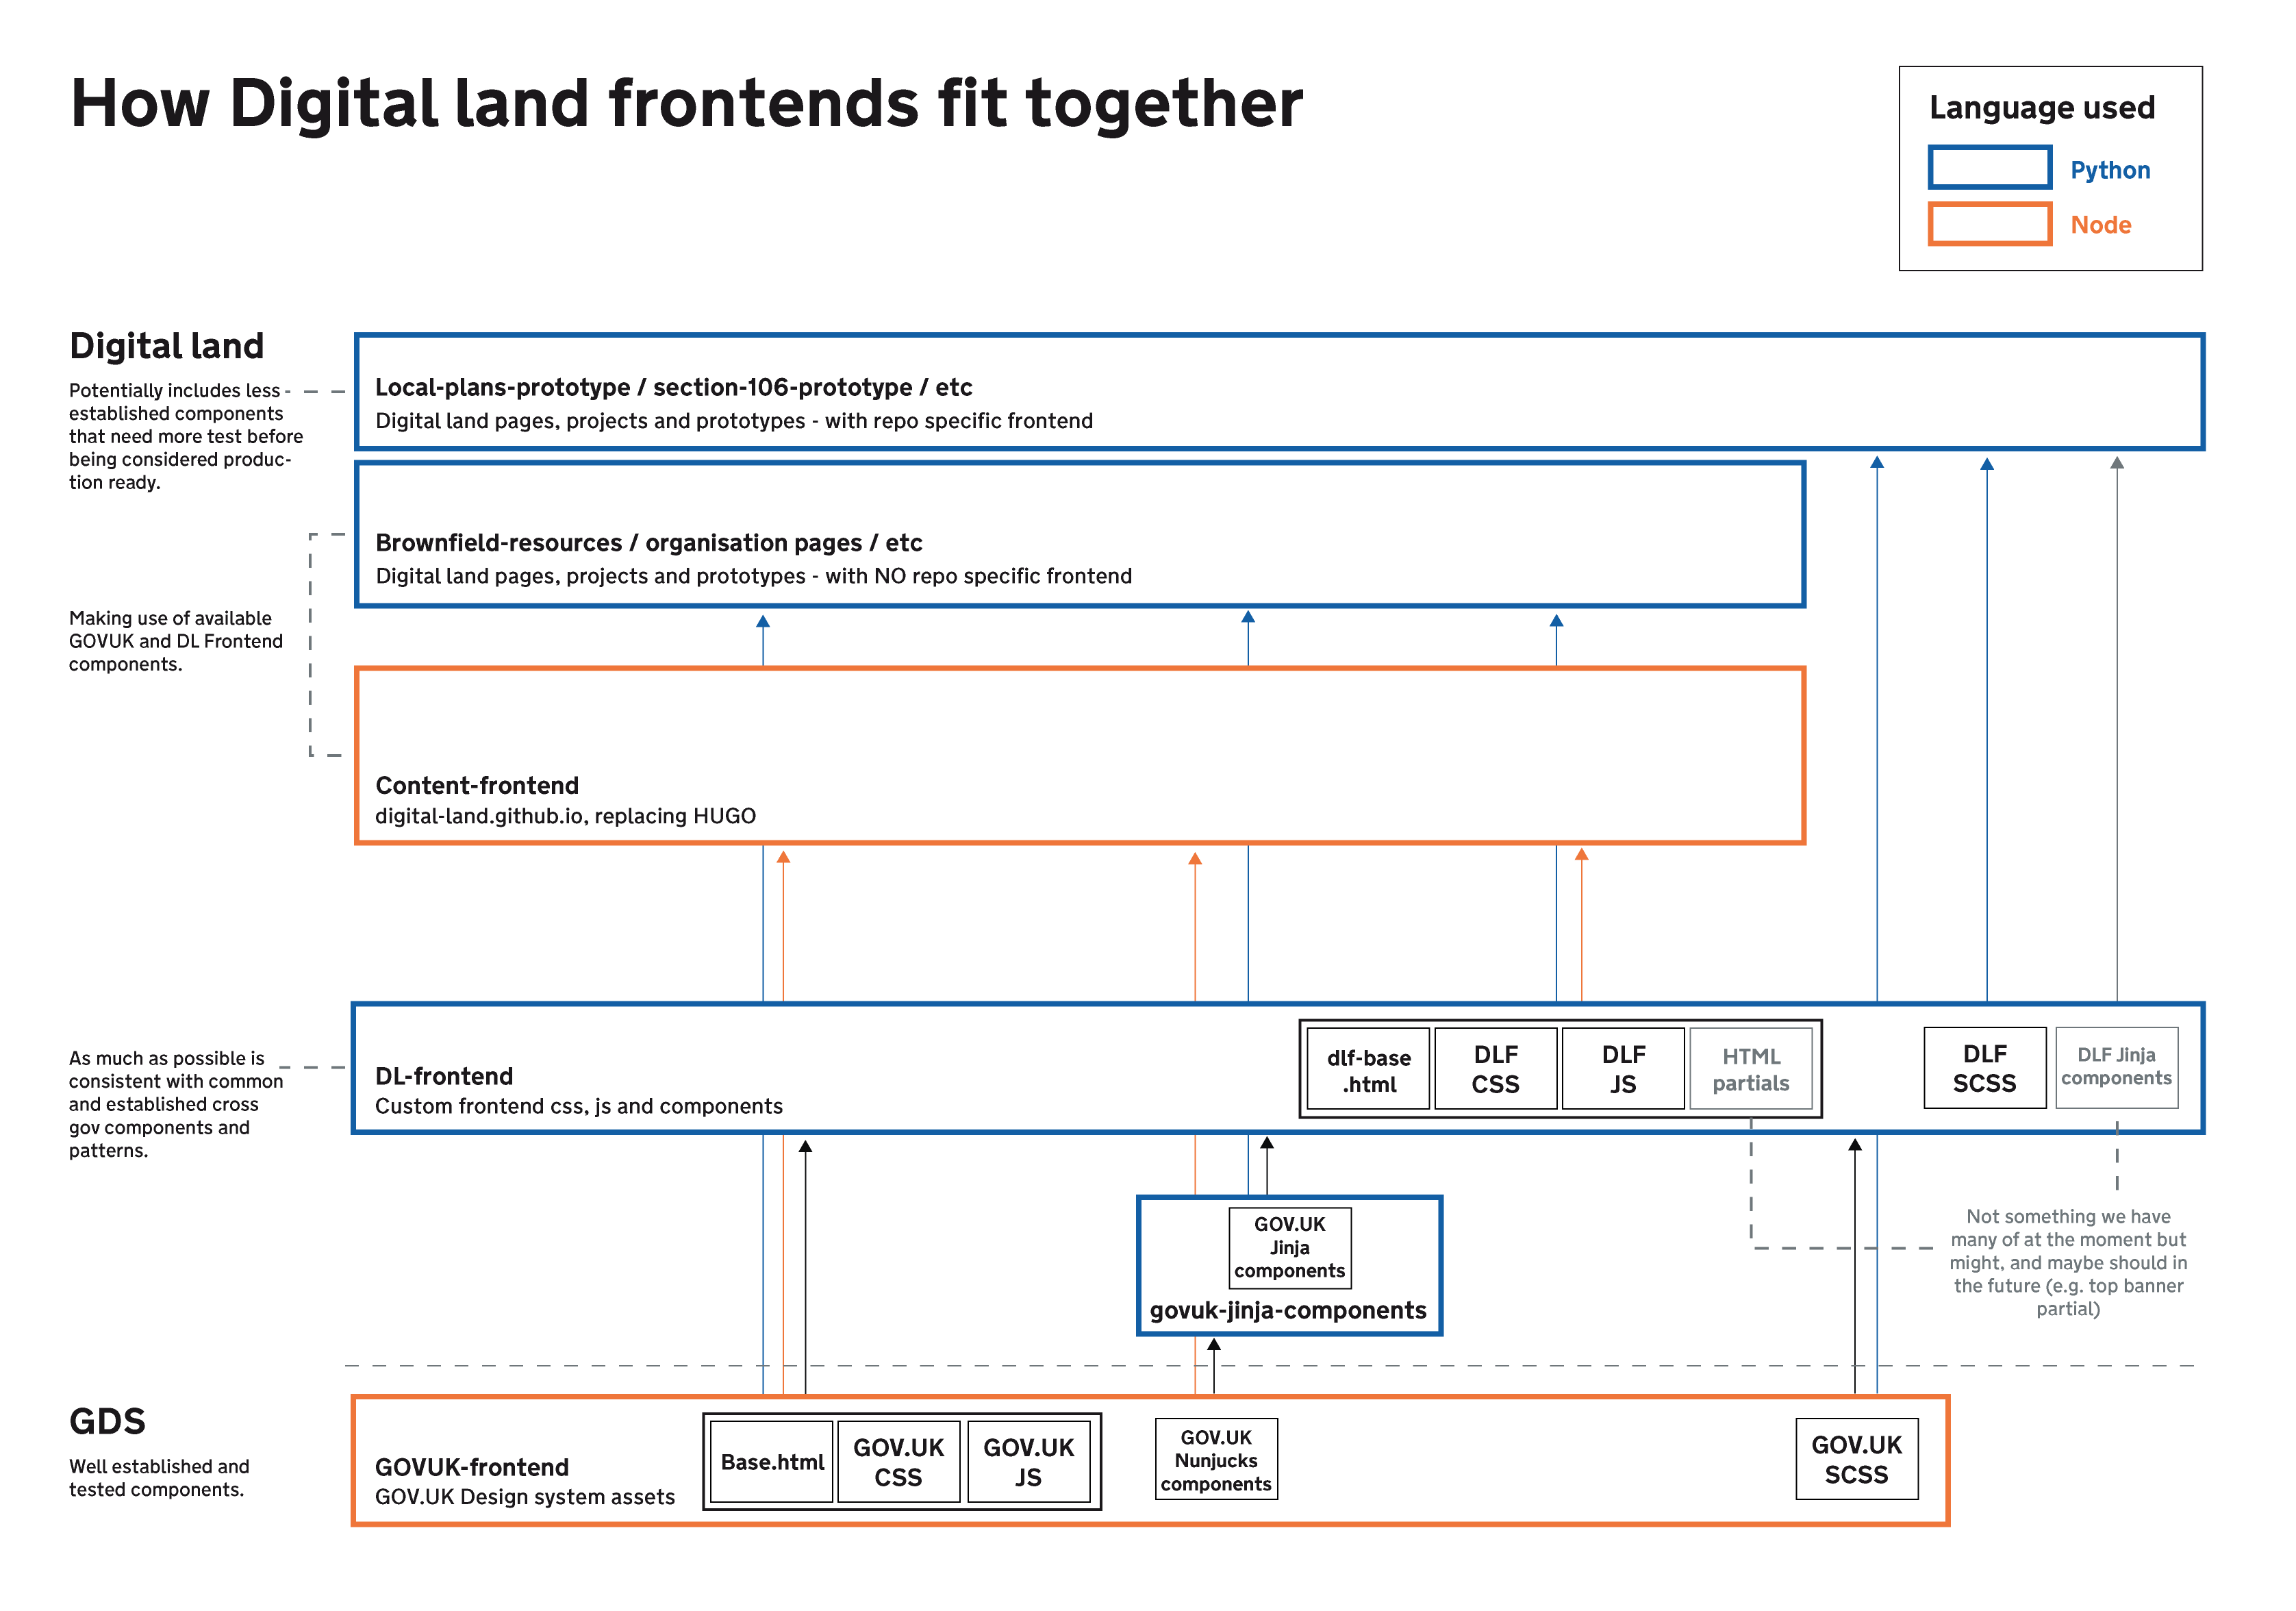 How Digital land frontends fit together
Language used
Python
Node
Digital land
Potentially includes less
established components
that need more test before
being considered produc-
tion ready.
Local-plans-prototype / section-106-prototype / etc
Digital land pages, projects and prototypes - with repo specific frontend
Brownfield-resources / organisation pages / etc
Digital land pages, projects and prototypes - with NO repo specific frontend
Making use of available
GOVUK and DL Frontend
components.
Content-frontend
digital-land.github.io, replacing HUGO
As much as possible is
consistent with common
and established cross
gov components and
patterns.
DL-frontend
Custom frontend css, js and components
dlf-base
.html
DLF
CSS
DLF
JS
HTML
partials
DLF
SCSS
DLF Jinja
components
GOV.UK
Jinja
components
govuk-jinja-components
Not something we have
many of at the moment but
might, and maybe should in
the future (e.g. top banner
partial)
GDS
Well established and
tested components.
GOVUK-frontend
GOV.UK Design system assets
Base.html
GOV.UK
CSS
GOV.UK
JS
GOV.UK
Nunjucks
components
GOV.UK
SCSS